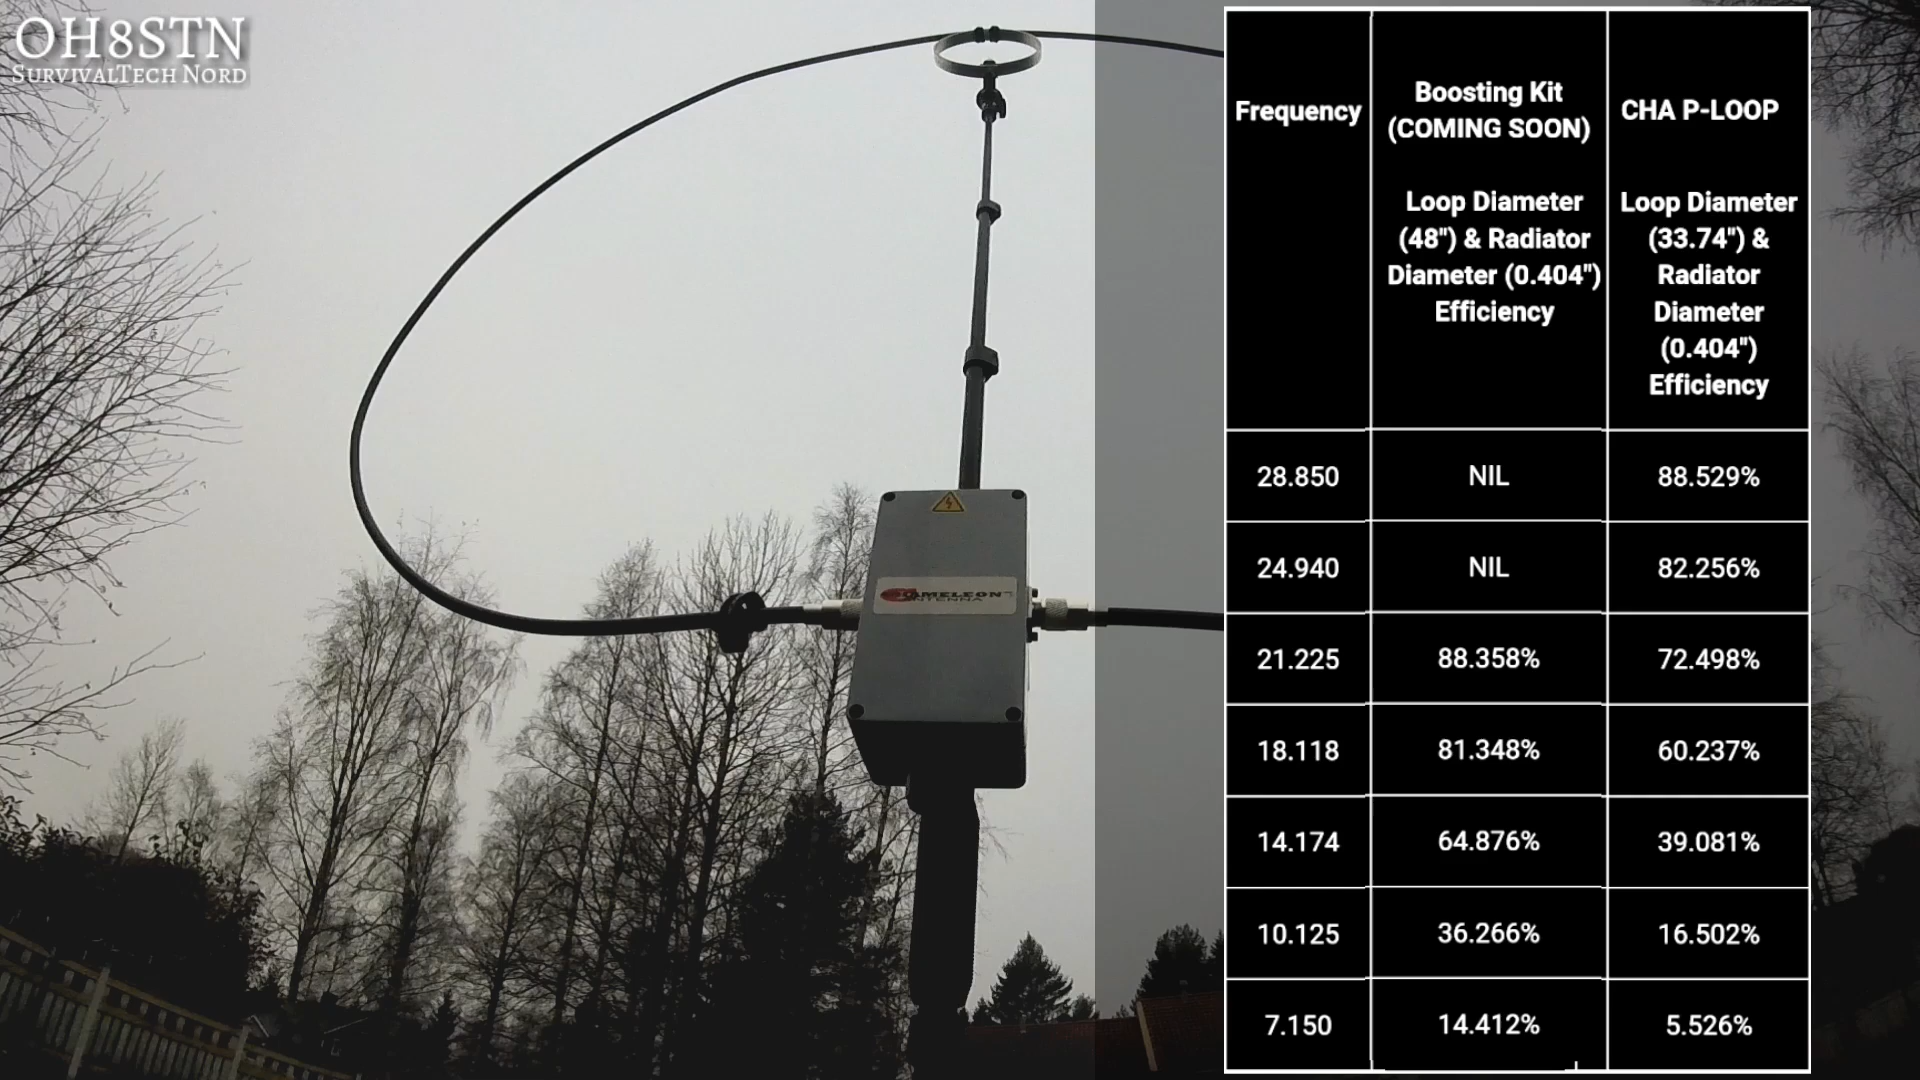 OH8STN
SURVIVALTECH NORD
CHAMELEON
ANTENNA
Frequency
Boosting Kit
(COMING SOON)
Loop Diameter
(48") & Radiator
Diameter (0.404")
Efficiency
CHA P-LOOP
Loop Diameter
(33.74") &
Radiator
Diameter
(0.404")
Efficiency
28.850 NIL 88.529%
24.940 NIL 82.256%
21.225 88.358% 72.498%
18.118 81.348% 60.237%
14.174 64.876% 39.081%
10.125 36.266% 16.502%
7.150 14.412% 5.526%